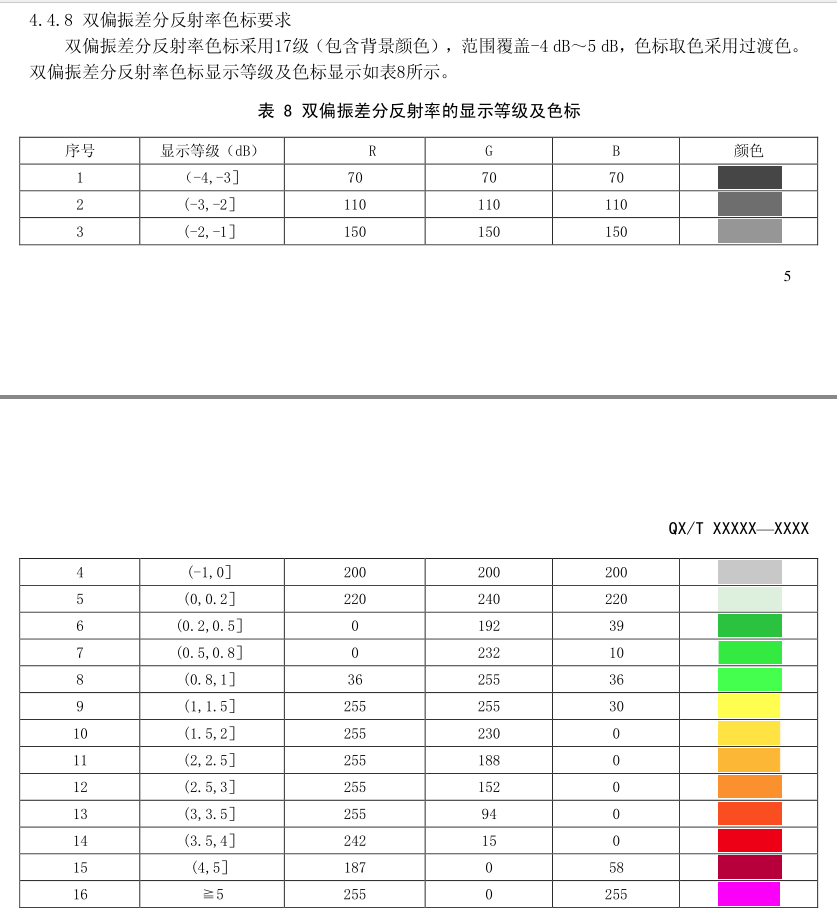 4.4.8 双偏振差分反射率色标要求
双偏振差分反射率色标采用17级（包含背景颜色），范围覆盖-4 dB～5 dB，色标取色采用过渡色。
双偏振差分反射率色标显示等级及色标显示如表8所示。
表 8 双偏振差分反射率的显示等级及色标
序号 显示等级（dB） R G B 颜色
1 (-4,-3] 70 70 70
2 (-3,-2] 110 110 110
3 (-2,-1] 150 150 150
5
QX/T XXXXX—XXXX
4 (-1,0] 200 200 200
5 (0,0.2] 220 240 220
6 (0.2,0.5] 0 192 39
7 (0.5,0.8] 0 232 10
8 (0.8,1] 36 255 36
9 (1,1.5] 255 255 30
10 (1.5,2] 255 230 0
11 (2,2.5] 255 188 0
12 (2.5,3] 255 152 0
13 (3,3.5] 255 94 0
14 (3.5,4] 242 15 0
15 (4,5] 187 0 58
16 ≧5 255 0 255